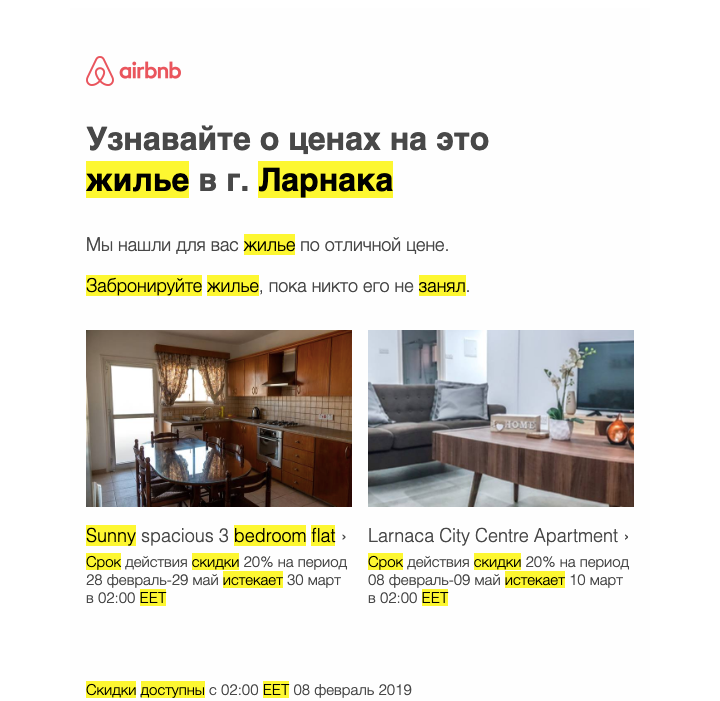 airbnb
Узнавайте о ценах на это
жилье в г. Ларнака
Мы нашли для вас жилье по отличной цене.
Забронируйте жилье, пока никто его не занял.
HOME
Sunny spacious 3 bedroom flat ›
Срок действия скидки 20% на период
28 февраль-29 май истекает 30 март
в 02:00 EET
Larnaca City Centre Apartment ›
Срок действия скидки 20% на период
08 февраль-09 май истекает 10 март
в 02:00 EET
Скидки доступны с 02:00 EET 08 февраль 2019